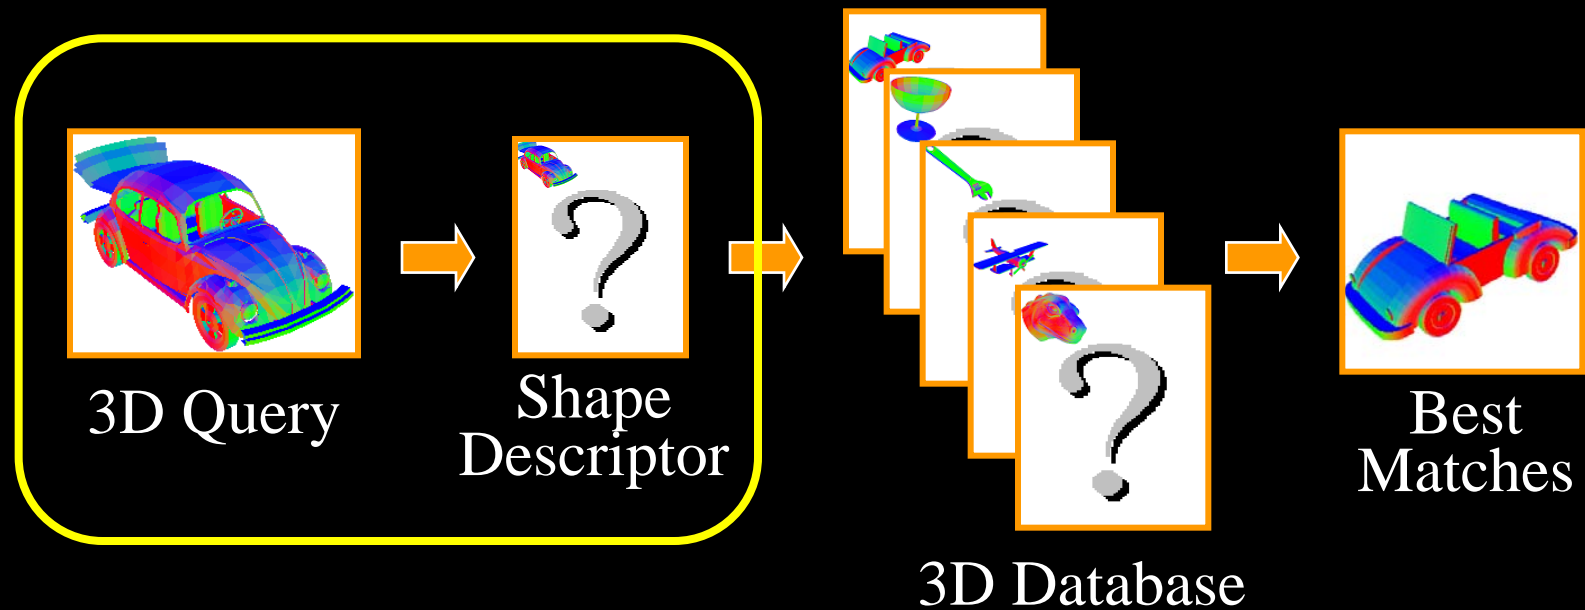 3D Query
Shape
Descriptor
3D Database
Best
Matches